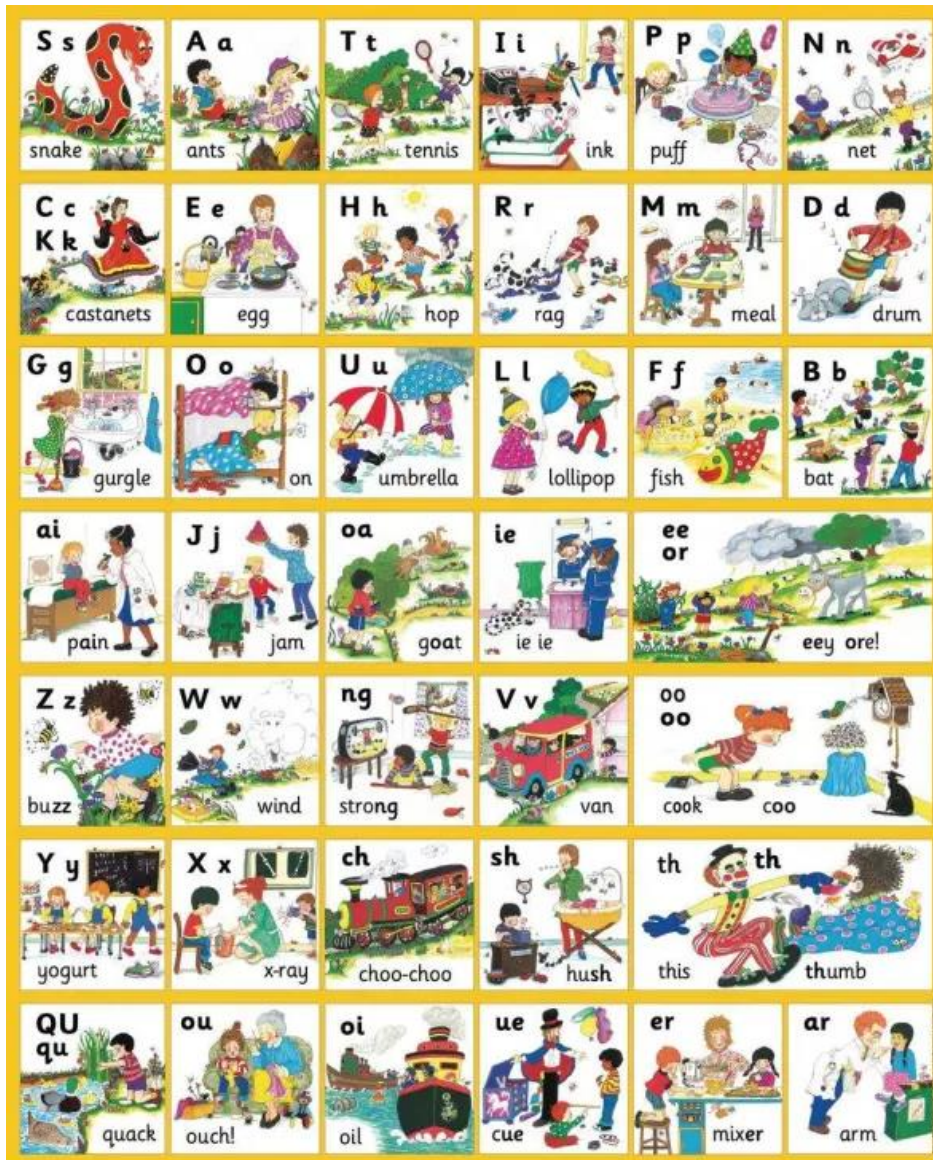 S s
snake
A a
ants
T t
tennis
I i
ink
P p
puff
N n
net
C c
K k
castanets
E e
egg
H h
hop
R r
rag
M m
meal
D d
drum
G g
gurgle
O o
on
U u
umbrella
L l
lollipop
F f
fish
B b
bat
ai
pain
J j
jam
oa
goat
ie
ie ie
ee
or
eey ore!
Z z
buzz
W w
wind
ng
strong
V v
van
oo
oo
cook coo
Y y
yogurt
X x
x-ray
ch
choo-choo
sh
hush
th th
this thumb
QU
qu
quack
ou
ouch!
oi
oil
ue
cue
er
mixer
ar
arm